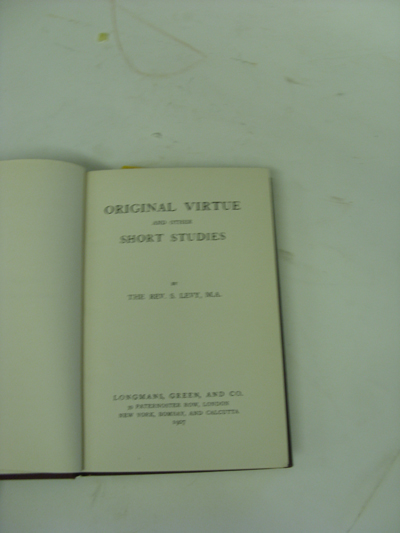 ORIGINAL VIRTUE
AND OTHER
SHORT STUDIES
BY
THE REV. S. LEVY, M.A.
LONGMANS, GREEN, AND CO.
39 PATERNOSTER ROW, LONDON
NEW YORK, BOMBAY, AND CALCUTTA
1907